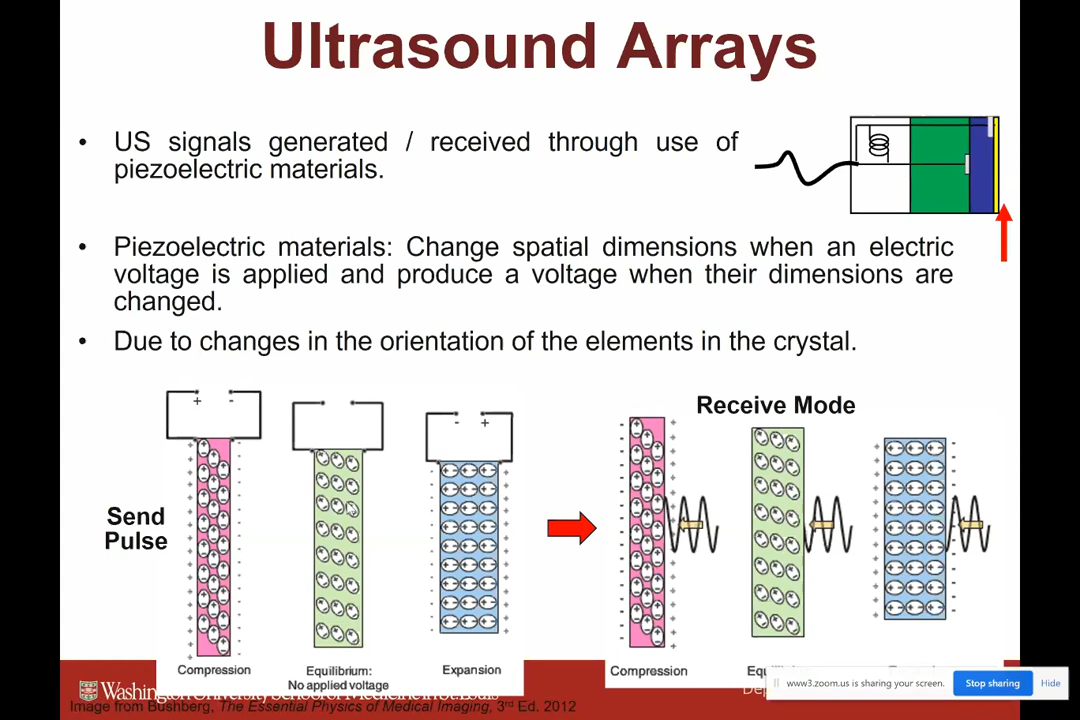 Ultrasound Arrays
• US signals generated / received through use of
piezoelectric materials.
• Piezoelectric materials: Change spatial dimensions when an electric
voltage is applied and produce a voltage when their dimensions are
changed.
• Due to changes in the orientation of the elements in the crystal.
Send
Pulse
+ -
- +
Compression
Equilibrium:
No applied voltage
Expansion
Receive Mode
Compression
www3.zoom.us is sharing your screen.
Stop sharing
Hide
Washington University School of Medicine in St. Louis
Image from Bushberg, The Essential Physics of Medical Imaging, 3rd Ed. 2012